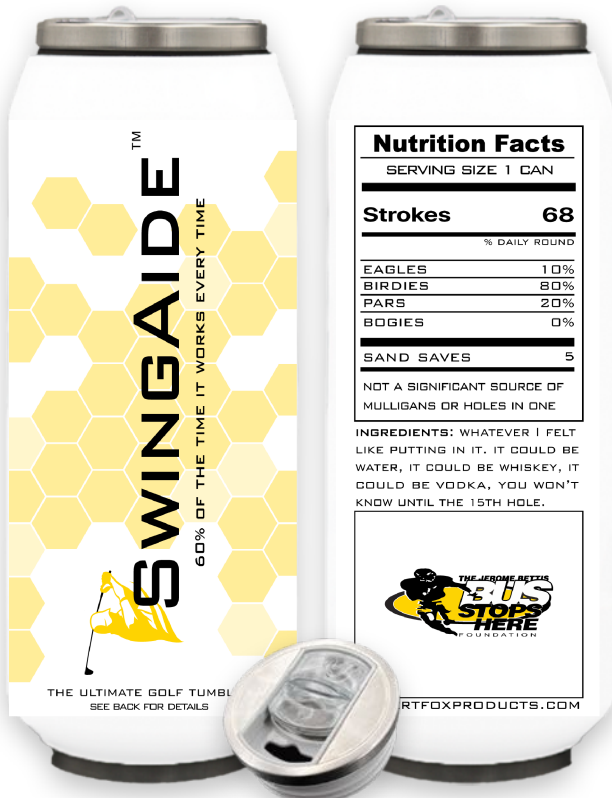 SWINGAIDE™
60% OF THE TIME IT WORKS EVERY TIME
THE ULTIMATE GOLF
SEE BACK FOR DETAILS
Nutrition Facts
SERVING SIZE 1 CAN
Strokes 68
% DAILY ROUND
EAGLES 10%
BIRDIES 80%
PARS 20%
BOGIES 0%
SAND SAVES 5
NOT A SIGNIFICANT SOURCE OF
MULLIGANS OR HOLES IN ONE
INGREDIENTS: WHATEVER I FELT
LIKE PUTTING IN IT. IT COULD BE
WATER, IT COULD BE WHISKEY, IT
COULD BE VODKA, YOU WON'T
KNOW UNTIL THE 15TH HOLE.
THE JEROME BETTIS
BUS
STOPS
HERE
FOUNDATION
RTFOXPRODUCTS.COM